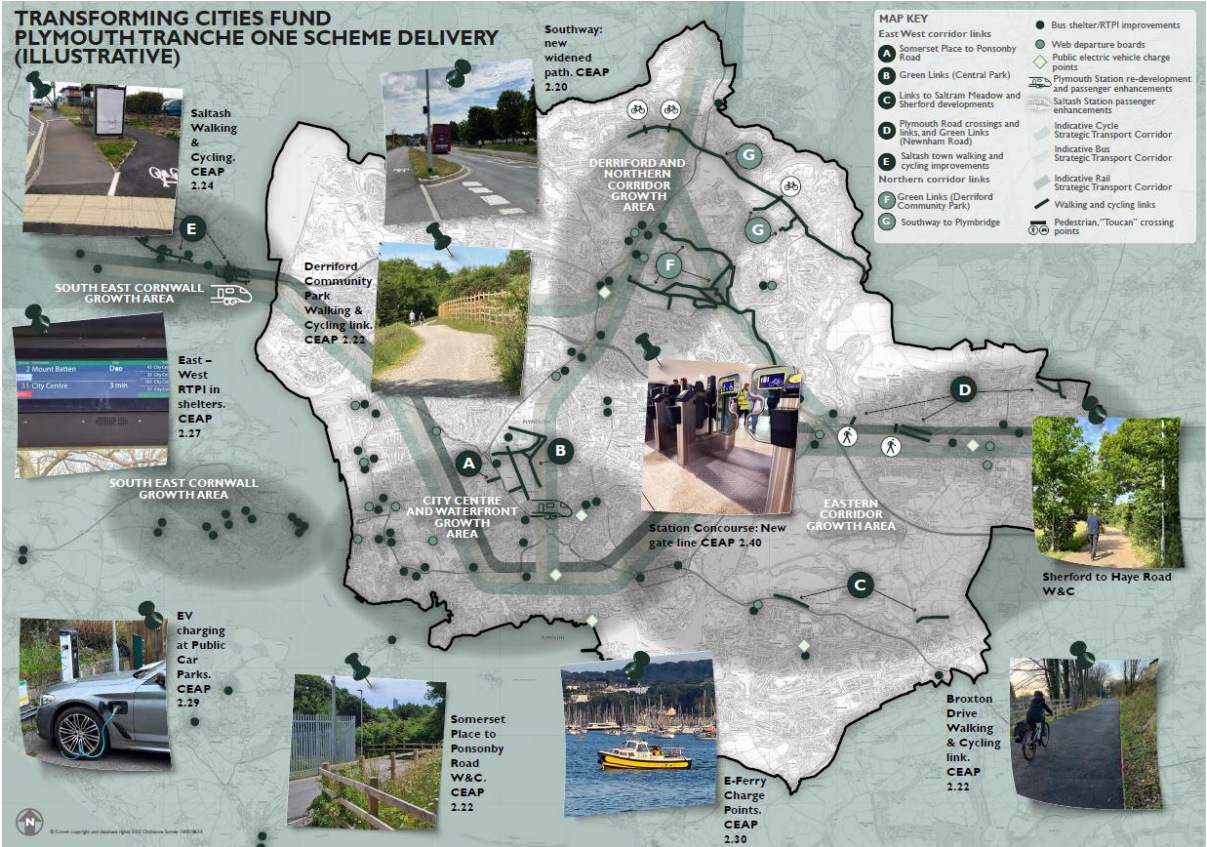 TRANSFORMING CITIES FUND
PLYMOUTH TRANCHE ONE SCHEME DELIVERY
(ILLUSTRATIVE)
Southway:
new
widened
path. CEAP
2.20
MAP KEY
East West corridor links
A
Somerset Place to Ponsonby
Road
B
Green Links (Central Park)
C
Links to Saltram Meadow and
Sherford developments
D
Plymouth Road crossings and
links, and Green Links
(Newnham Road)
E
Saltash town walking and
cycling improvements
Northern corridor links
F
Green Links (Derriford
Community Park)
G
Southway to Plymbridge
Bus shelter/RTPI improvements
Web departure boards
Public electric vehicle charge
points
Plymouth Station re-development
and passenger enhancements
Saltash Station passenger
enhancements
Indicative Cycle
Strategic Transport Corridor
Indicative Bus
Strategic Transport Corridor
Indicative Rail
Strategic Transport Corridor
Walking and cycling links
Pedestrian, "Toucan" crossing
points
Saltash
Walking
&
Cycling.
CEAP
2.24
DERRIFORD AND
NORTHERN
CORRIDOR
GROWTH
AREA
G
G
E
F
SOUTH EAST CORNWALL
GROWTH AREA
Derriford
Community
Park
Walking &
Cycling link.
CEAP 2.22
2 Mount Batten
Due
11 City Centre
3 min
East –
West
RTPI in
shelters.
CEAP
2.27
D
PLYMOUTH
A
B
SOUTH EAST CORNWALL
GROWTH AREA
CITY CENTRE
AND WATERFRONT
GROWTH
AREA
EASTERN
CORRIDOR
GROWTH AREA
Station Concourse: New
gate line CEAP 2.40
Sherford to Haye Road
W&C
C
EV
charging
at Public
Car
Parks.
CEAP
2.29
PLYMOUTH
Somerset
Place to
Ponsonby
Road
W&C.
CEAP
2.22
E-Ferry
Charge
Points.
CEAP
2.30
Broxton
Drive
Walking
& Cycling
link.
CEAP
2.22
N
© Crown copyright and database rights Ordnance Survey